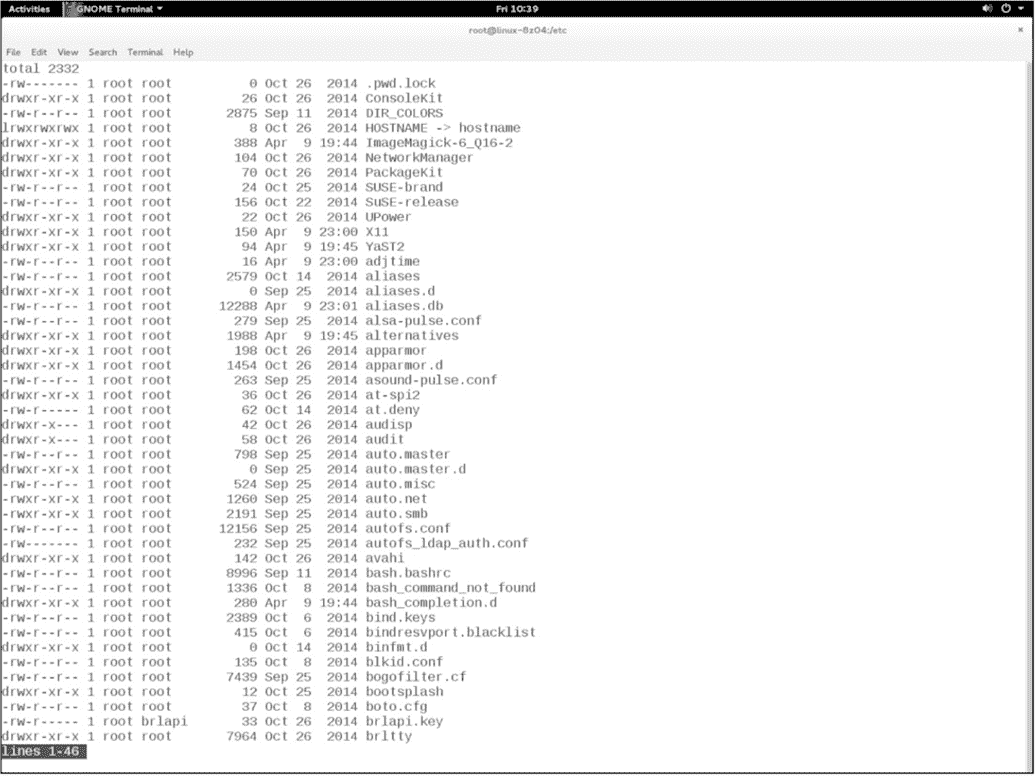 Activities GNOME Terminal Fri 10:39
root@linux-8z04:/etc ×
File Edit View Search Terminal Help
total 2332
-rw------- 1 root root 0 Oct 26 2014 .pwd.lock
drwxr-xr-x 1 root root 26 Oct 26 2014 ConsoleKit
-rw-r--r-- 1 root root 2875 Sep 11 2014 DIR_COLORS
lrwxrwxrwx 1 root root 8 Oct 26 2014 HOSTNAME -> hostname
drwxr-xr-x 1 root root 388 Apr 9 19:44 ImageMagick-6_Q16-2
drwxr-xr-x 1 root root 104 Oct 26 2014 NetworkManager
drwxr-xr-x 1 root root 70 Oct 26 2014 PackageKit
-rw-r--r-- 1 root root 24 Oct 25 2014 SUSE-brand
-rw-r--r-- 1 root root 156 Oct 22 2014 SuSE-release
drwxr-xr-x 1 root root 22 Oct 26 2014 UPower
drwxr-xr-x 1 root root 150 Apr 9 23:00 X11
drwxr-xr-x 1 root root 94 Apr 9 19:45 YaST2
-rw-r--r-- 1 root root 16 Apr 9 23:00 adjtime
-rw-r--r-- 1 root root 2579 Oct 14 2014 aliases
drwxr-xr-x 1 root root 0 Sep 25 2014 aliases.d
-rw-r--r-- 1 root root 12288 Apr 9 23:01 aliases.db
-rw-r--r-- 1 root root 279 Sep 25 2014 alsa-pulse.conf
drwxr-xr-x 1 root root 1988 Apr 9 19:45 alternatives
drwxr-xr-x 1 root root 198 Oct 26 2014 apparmor
drwxr-xr-x 1 root root 1454 Oct 26 2014 apparmor.d
-rw-r--r-- 1 root root 263 Sep 25 2014 asound-pulse.conf
drwxr-xr-x 1 root root 36 Oct 26 2014 at-spi2
-rw-r----- 1 root root 62 Oct 14 2014 at.deny
drwxr-x--- 1 root root 42 Oct 26 2014 audisp
drwxr-x--- 1 root root 58 Oct 26 2014 audit
-rw-r--r-- 1 root root 798 Sep 25 2014 auto.master
drwxr-xr-x 1 root root 0 Sep 25 2014 auto.master.d
-rw-r--r-- 1 root root 524 Sep 25 2014 auto.misc
-rwxr-xr-x 1 root root 1260 Sep 25 2014 auto.net
-rwxr-xr-x 1 root root 2191 Sep 25 2014 auto.smb
-rw-r--r-- 1 root root 12156 Sep 25 2014 autofs.conf
-rw------- 1 root root 232 Sep 25 2014 autofs_ldap_auth.conf
drwxr-xr-x 1 root root 142 Oct 26 2014 avahi
-rw-r--r-- 1 root root 8996 Sep 11 2014 bash.bashrc
-rw-r--r-- 1 root root 1336 Oct 8 2014 bash_command_not_found
drwxr-xr-x 1 root root 280 Apr 9 19:44 bash_completion.d
-rw-r--r-- 1 root root 2389 Oct 6 2014 bind.keys
-rw-r--r-- 1 root root 415 Oct 6 2014 bindresvport.blacklist
drwxr-xr-x 1 root root 0 Oct 14 2014 binfmt.d
-rw-r--r-- 1 root root 135 Oct 8 2014 blkid.conf
-rw-r--r-- 1 root root 7439 Sep 25 2014 bogofilter.cf
drwxr-xr-x 1 root root 12 Oct 25 2014 bootsplash
-rw-r--r-- 1 root root 37 Oct 8 2014 boto.cfg
-rw-r----- 1 root brlapi 33 Oct 26 2014 brlapi.key
drwxr-xr-x 1 root root 7964 Oct 26 2014 brltty
lines 1-46